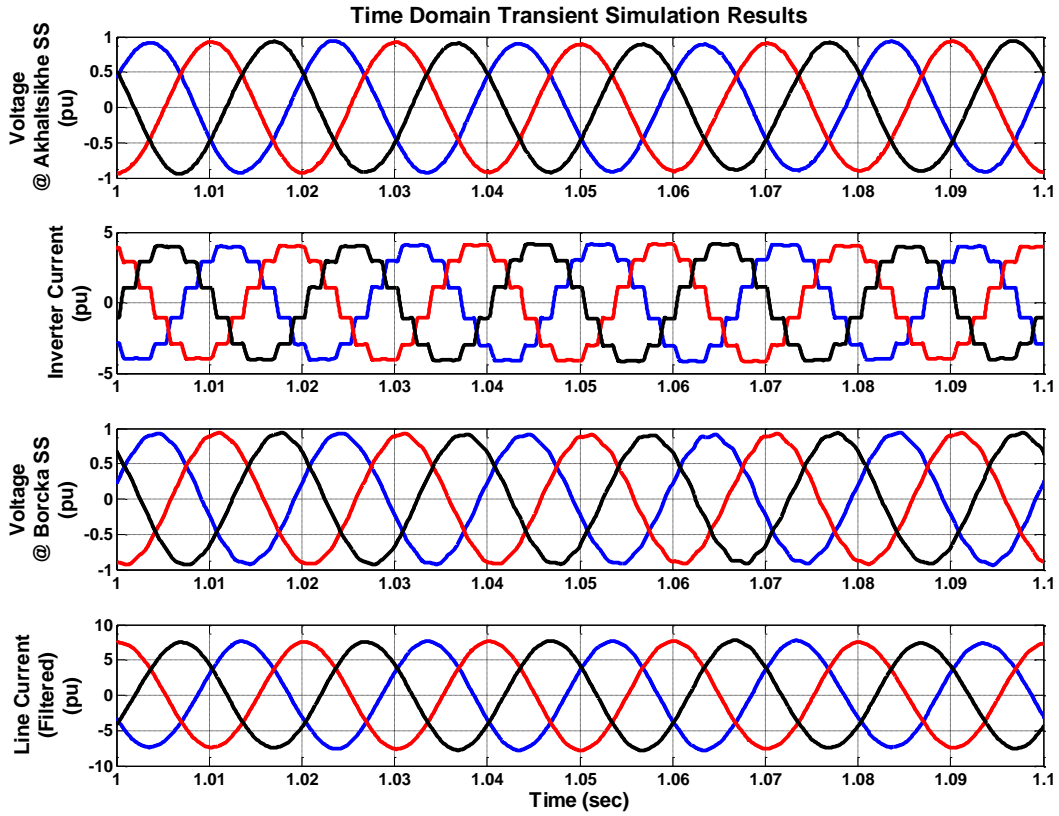 Time Domain Transient Simulation Results
Voltage
@ Akhaltsikhe SS
(pu)
1
0.5
0
-0.5
-1
1 1.01 1.02 1.03 1.04 1.05 1.06 1.07 1.08 1.09 1.1
Inverter Current
(pu)
5
0
-5
1 1.01 1.02 1.03 1.04 1.05 1.06 1.07 1.08 1.09 1.1
Voltage
@ Borcka SS
(pu)
1
0.5
0
-0.5
-1
1 1.01 1.02 1.03 1.04 1.05 1.06 1.07 1.08 1.09 1.1
Line Current
(Filtered)
(pu)
10
5
0
-5
-10
1 1.01 1.02 1.03 1.04 1.05 1.06 1.07 1.08 1.09 1.1
Time (sec)